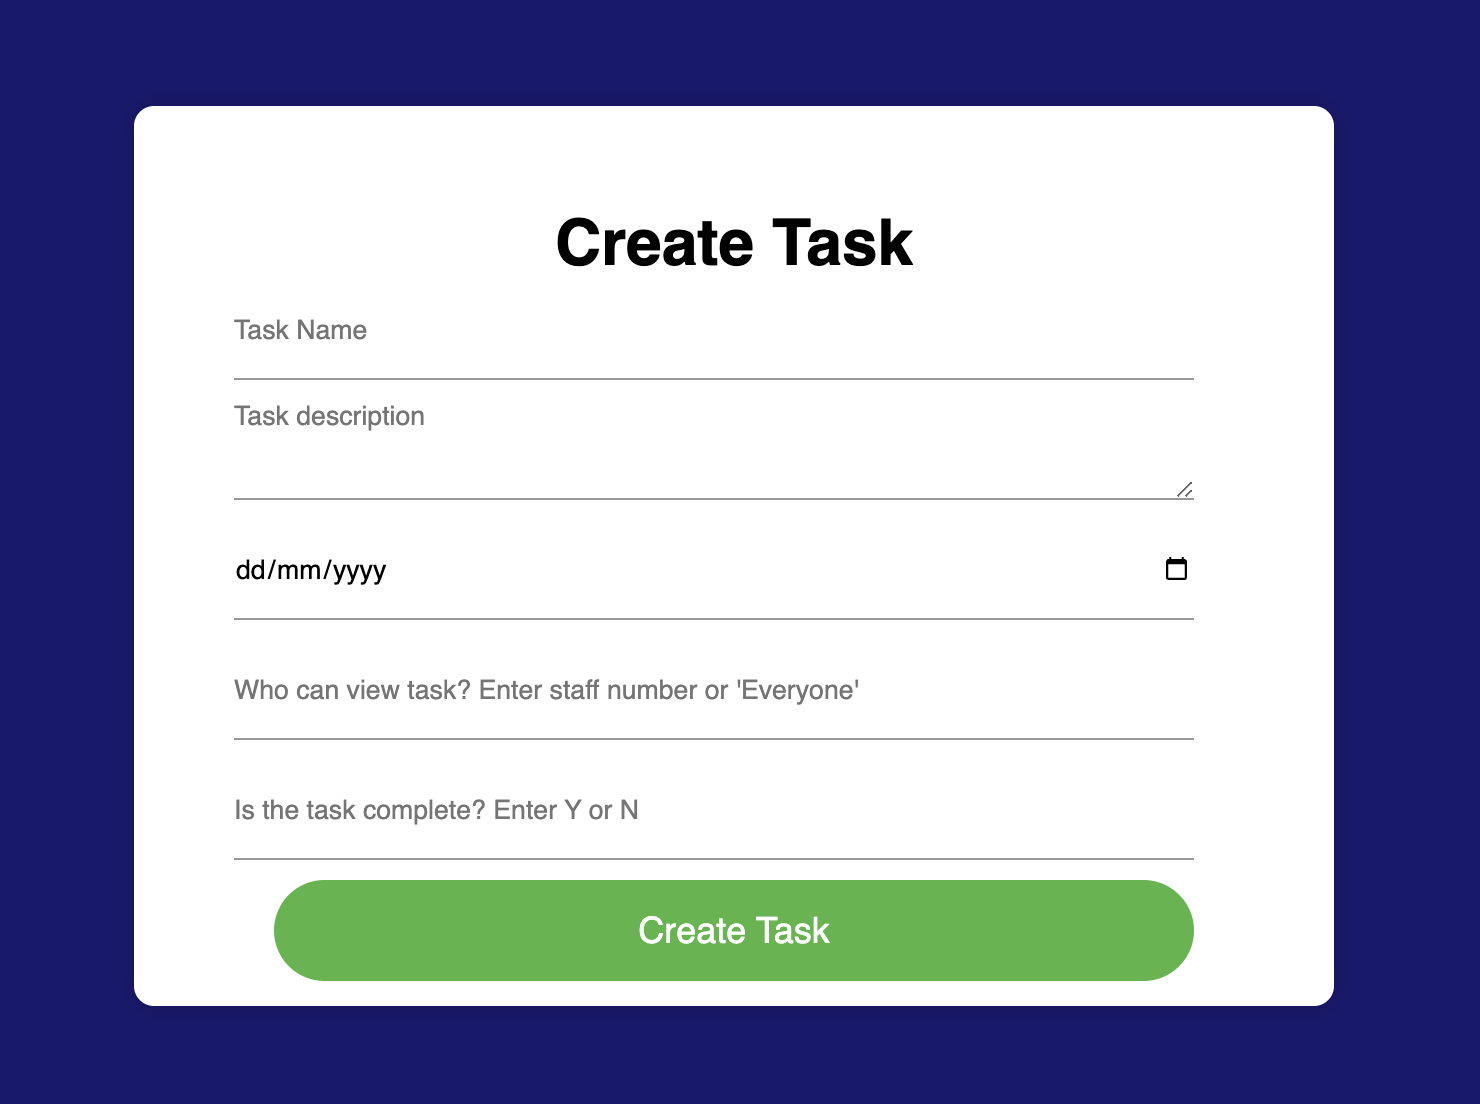 Create Task
Task Name
Task description
dd/mm/yyyy
Who can view task? Enter staff number or 'Everyone'
Is the task complete? Enter Y or N
Create Task